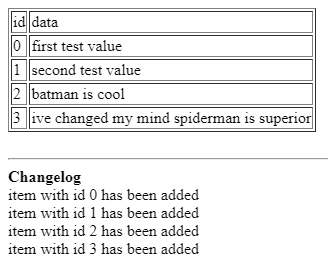 id data
0 first test value
1 second test value
2 batman is cool
3 ive changed my mind spiderman is superior
Changelog
item with id 0 has been added
item with id 1 has been added
item with id 2 has been added
item with id 3 has been added